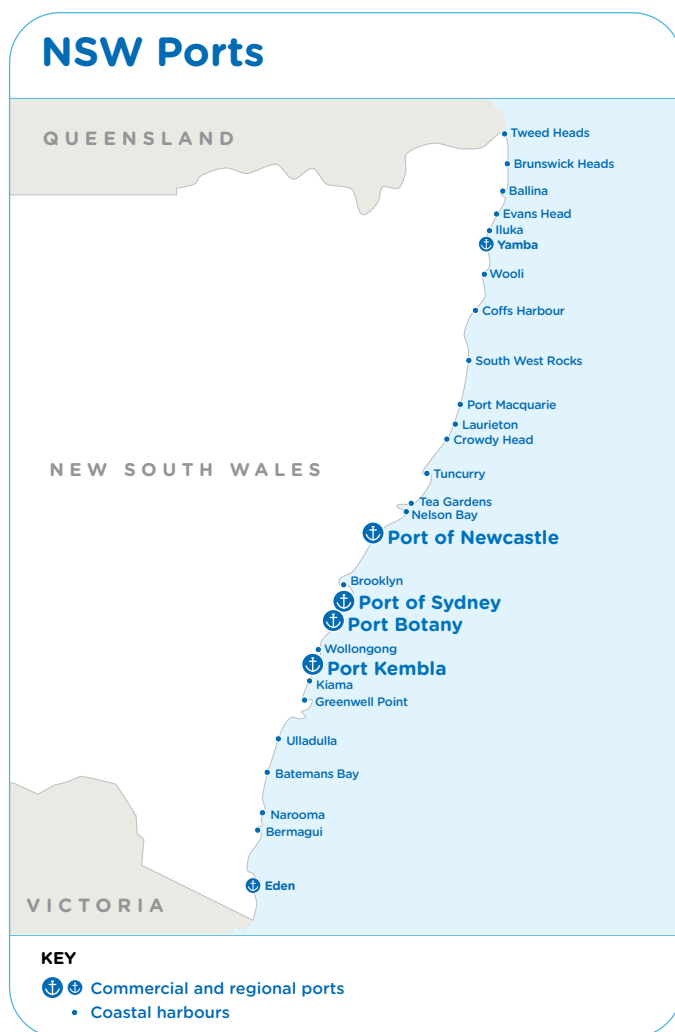 NSW Ports
QUEENSLAND
Tweed Heads
Brunswick Heads
Ballina
Evans Head
Iluka
Yamba
Wooli
Coffs Harbour
South West Rocks
Port Macquarie
Laurieton
Crowdy Head
NEW SOUTH WALES
Tuncurry
Tea Gardens
Nelson Bay
Port of Newcastle
Brooklyn
Port of Sydney
Port Botany
Wollongong
Port Kembla
Kiama
Greenwell Point
Ulladulla
Batemans Bay
Narooma
Bermagui
Eden
VICTORIA
KEY
Commercial and regional ports
Coastal harbours